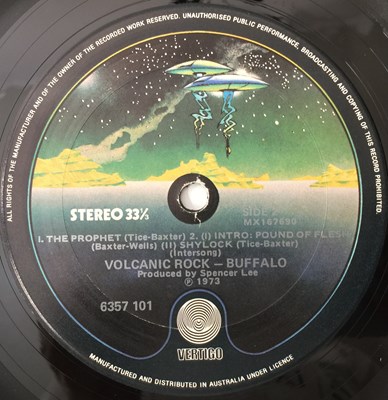 ALL RIGHTS OF THE MANUFACTURER AND OF THE OWNER OF THE RECORDED WORK RESERVED. UNAUTHORISED PUBLIC PERFORMANCE, BROADCASTING AND COPYING OF THIS RECORD PROHIBITED.
STEREO 33⅓
SIDE 2
MX187690
1. THE PROPHET (Tice-Baxter) 2. (I) INTRO: POUND OF FLESH
(Baxter-Wells) (II) SHYLOCK (Tice-Baxter)
(Intersong)
VOLCANIC ROCK – BUFFALO
Produced by Spencer Lee
℗ 1973
6357 101
VERTIGO
MANUFACTURED AND DISTRIBUTED IN AUSTRALIA UNDER LICENCE